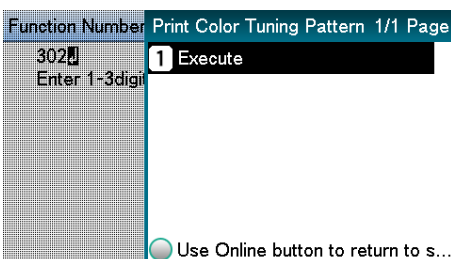 Function Number
302
Enter 1-3digi
Print Color Tuning Pattern 1/1 Page
1 Execute
Use Online button to return to s...